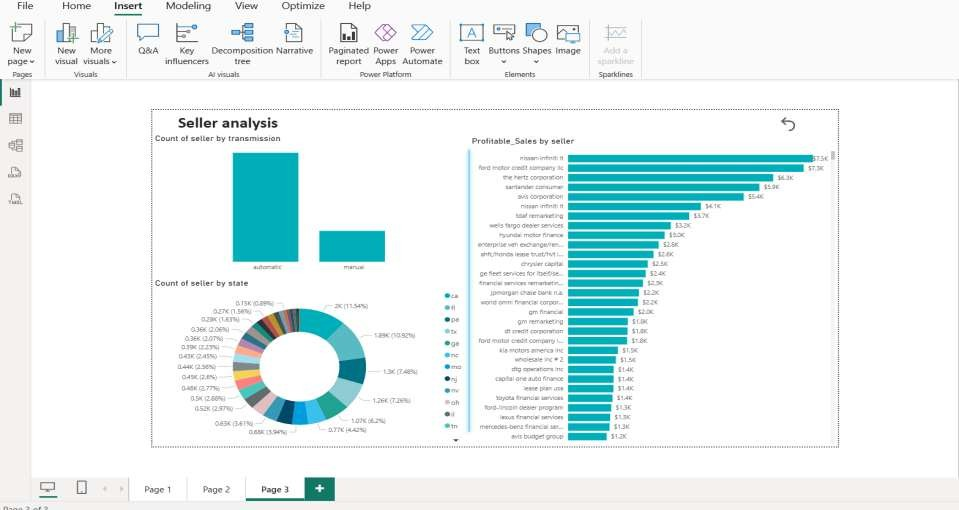 File Home Insert Modeling View Optimize Help
New page
New visual
More visuals
Q&A
Key influencers
Decomposition tree
Narrative
Paginated report
Power Apps
Power Automate
Text box
Buttons
Shapes
Image
Add a sparkline
Pages
Visuals
AI visuals
Power Platform
Elements
Sparklines
Seller analysis
Count of seller by transmission
automatic
manual
Count of seller by state
2K (11.54%)
1.89K (10.92%)
1.3K (7.48%)
1.26K (7.26%)
1.07K (6.2%)
0.77K (4.42%)
0.68K (3.94%)
0.63K (3.61%)
0.52K (2.97%)
0.5K (2.88%)
0.48K (2.77%)
0.45K (2.6%)
0.44K (2.56%)
0.43K (2.45%)
0.39K (2.23%)
0.36K (2.07%)
0.36K (2.06%)
0.28K (1.63%)
0.27K (1.56%)
0.15K (0.89%)
ca
fl
pa
tx
ga
nc
mo
nj
nv
oh
il
tn
Profitable_Sales by seller
nissan-infiniti lt $7.5K
ford motor credit company llc $7.3K
the hertz corporation $6.3K
santander consumer $5.9K
avis corporation $5.4K
nissan infiniti lt $4.1K
tdaf remarketing $3.7K
wells fargo dealer services $3.2K
hyundai motor finance $3.0K
enterprise veh exchange/ren... $2.8K
ahfc/honda lease trust/hvt i... $2.6K
chrysler capital $2.5K
ge fleet services for itself/se... $2.4K
financial services remarketin... $2.3K
jpmorgan chase bank n.a. $2.2K
world omni financial corpor... $2.2K
gm financial $2.0K
gm remarketing $1.8K
dt credit corporation $1.8K
ford motor credit company l... $1.8K
kia motors america inc $1.5K
wholesale inc # 2 $1.5K
dtg operations inc $1.4K
capital one auto finance $1.4K
lease plan usa $1.4K
toyota financial services $1.4K
ford-lincoln dealer program $1.3K
lexus financial services $1.3K
mercedes-benz financial ser... $1.3K
avis budget group $1.2K
Page 1 Page 2 Page 3 +
Page 3 of 3